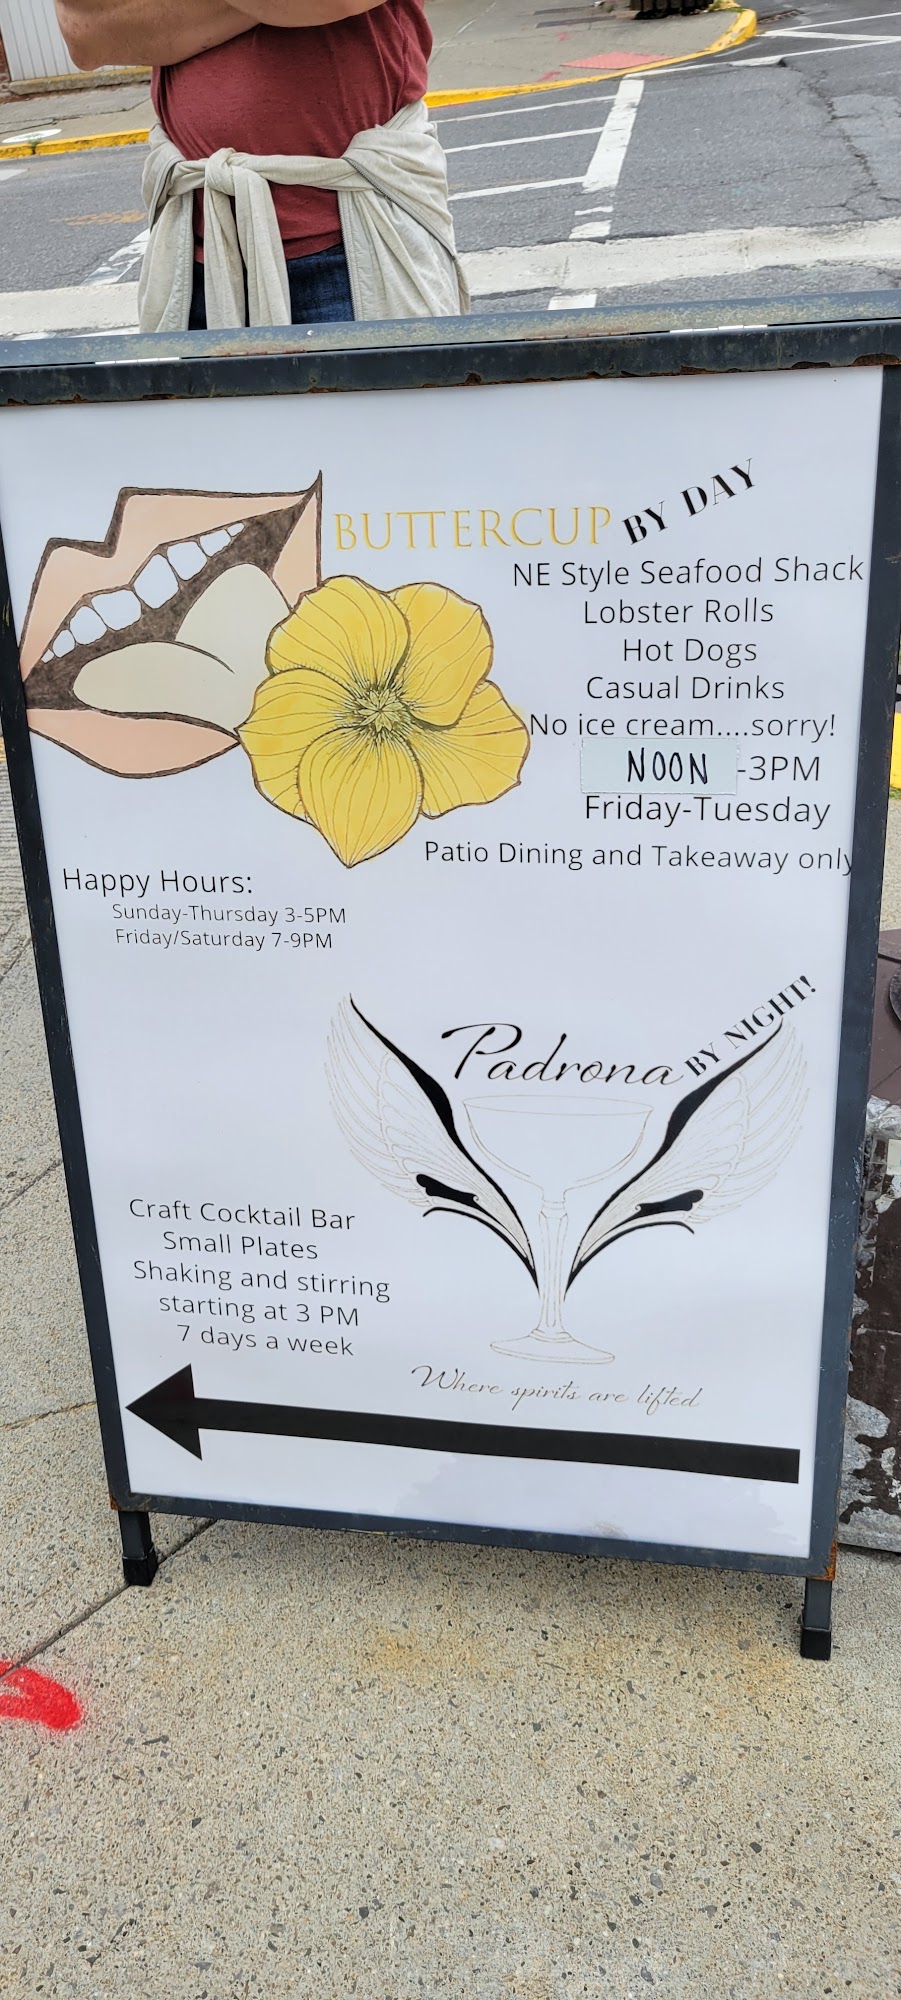 BUTTERCUP BY DAY
NE Style Seafood Shack
Lobster Rolls
Hot Dogs
Casual Drinks
No ice cream....sorry!
NOON -3PM
Friday-Tuesday
Patio Dining and Takeaway only
Happy Hours:
Sunday-Thursday 3-5PM
Friday/Saturday 7-9PM
Padrona BY NIGHT!
Craft Cocktail Bar
Small Plates
Shaking and stirring
starting at 3 PM
7 days a week
Where spirits are lifted